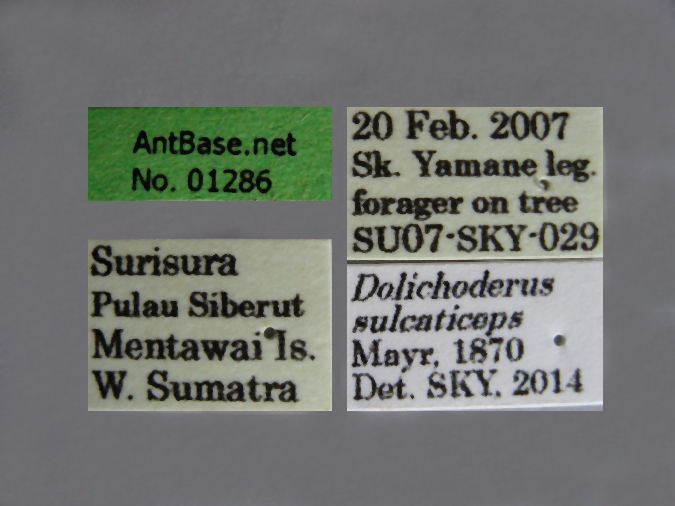 AntBase.net
No. 01286
Surisura
Pulau Siberut
Mentawai Is.
W. Sumatra
20 Feb. 2007
Sk. Yamane leg.
forager on tree
SU07-SKY-029
Dolichoderus
sulcaticeps
Mayr, 1870
Det. SKY, 2014